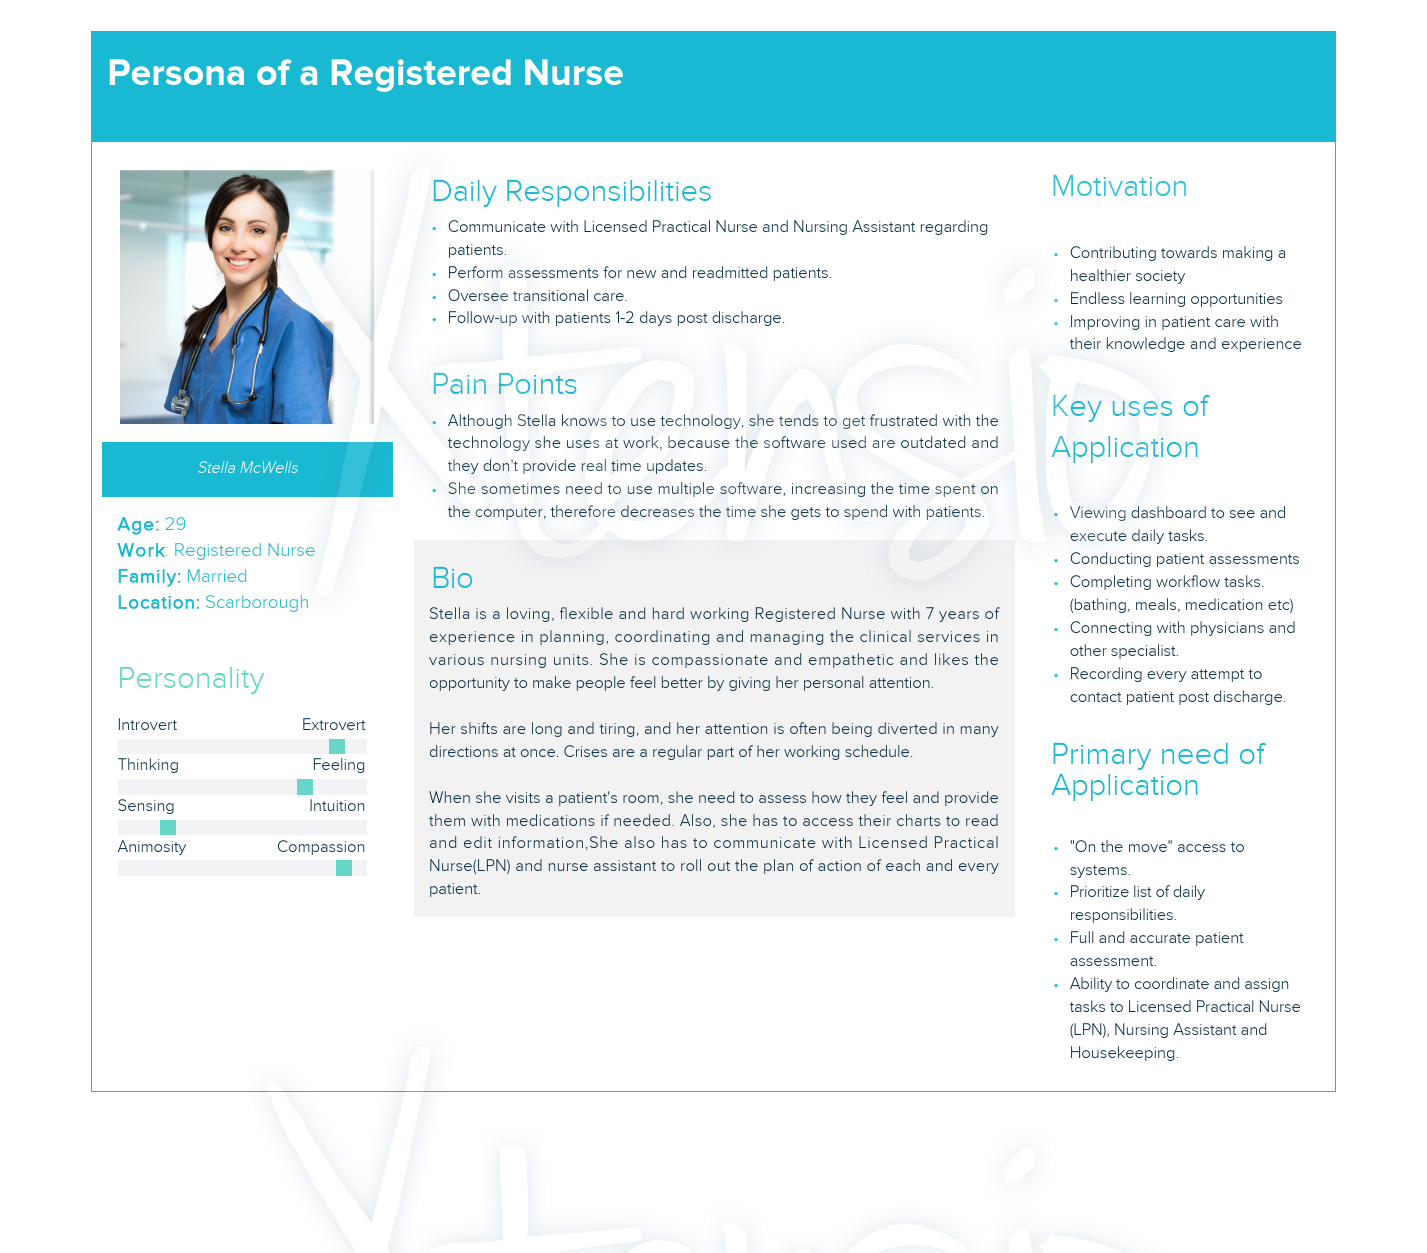 Persona of a Registered Nurse
Stella McWells
Age: 29
Work: Registered Nurse
Family: Married
Location: Scarborough
Personality
Introvert Extrovert
Thinking Feeling
Sensing Intuition
Animosity Compassion
Daily Responsibilities
• Communicate with Licensed Practical Nurse and Nursing Assistant regarding
patients.
• Perform assessments for new and readmitted patients.
• Oversee transitional care.
• Follow-up with patients 1-2 days post discharge.
Pain Points
• Although Stella knows to use technology, she tends to get frustrated with the
technology she uses at work, because the software used are outdated and
they don't provide real time updates.
• She sometimes need to use multiple software, increasing the time spent on
the computer, therefore decreases the time she gets to spend with patients.
Bio
Stella is a loving, flexible and hard working Registered Nurse with 7 years of
experience in planning, coordinating and managing the clinical services in
various nursing units. She is compassionate and empathetic and likes the
opportunity to make people feel better by giving her personal attention.
Her shifts are long and tiring, and her attention is often being diverted in many
directions at once. Crises are a regular part of her working schedule.
When she visits a patient's room, she need to assess how they feel and provide
them with medications if needed. Also, she has to access their charts to read
and edit information,She also has to communicate with Licensed Practical
Nurse(LPN) and nurse assistant to roll out the plan of action of each and every
patient.
Motivation
• Contributing towards making a
healthier society
• Endless learning opportunities
• Improving in patient care with
their knowledge and experience
Key uses of
Application
• Viewing dashboard to see and
execute daily tasks.
• Conducting patient assessments
• Completing workflow tasks.
(bathing, meals, medication etc)
• Connecting with physicians and
other specialist.
• Recording every attempt to
contact patient post discharge.
Primary need of
Application
• "On the move" access to
systems.
• Prioritize list of daily
responsibilities.
• Full and accurate patient
assessment.
• Ability to coordinate and assign
tasks to Licensed Practical Nurse
(LPN), Nursing Assistant and
Housekeeping.
Xtensio
Xtensio